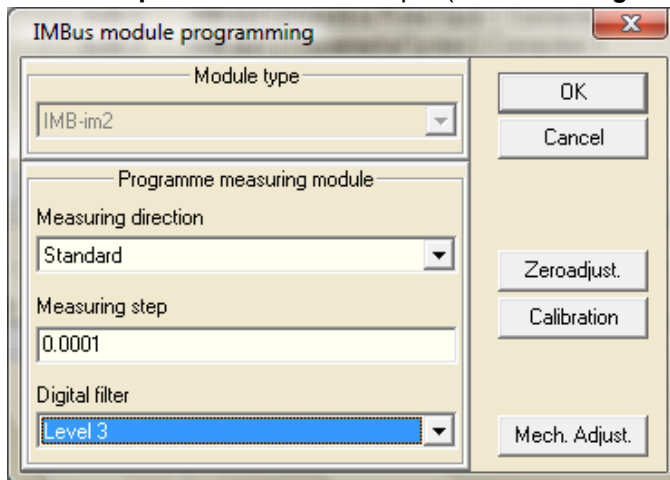 IMBus module programming
Module type
IMB-im2
OK
Cancel
Programme measuring module
Measuring direction
Standard
Zeroadjust.
Measuring step
Calibration
0.0001
Digital filter
Level 3
Mech. Adjust.